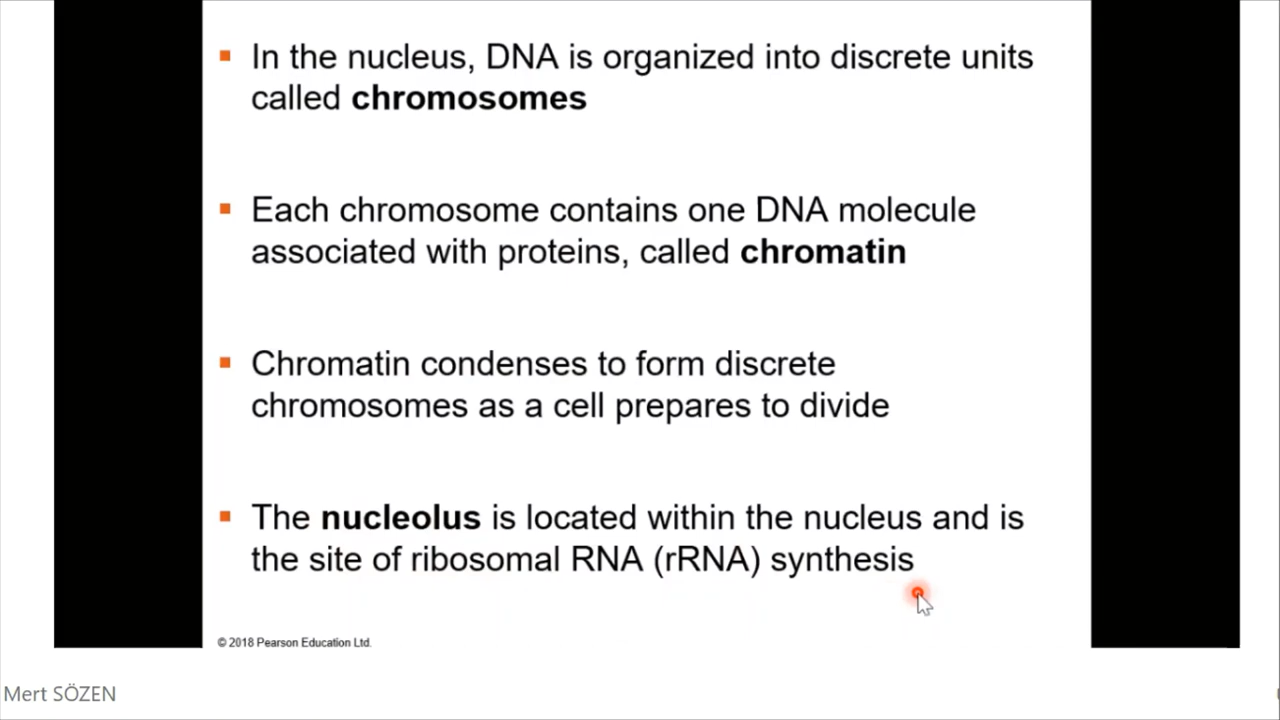 In the nucleus, DNA is organized into discrete units
called chromosomes
Each chromosome contains one DNA molecule
associated with proteins, called chromatin
Chromatin condenses to form discrete
chromosomes as a cell prepares to divide
The nucleolus is located within the nucleus and is
the site of ribosomal RNA (rRNA) synthesis
© 2018 Pearson Education Ltd.
Mert SÖZEN